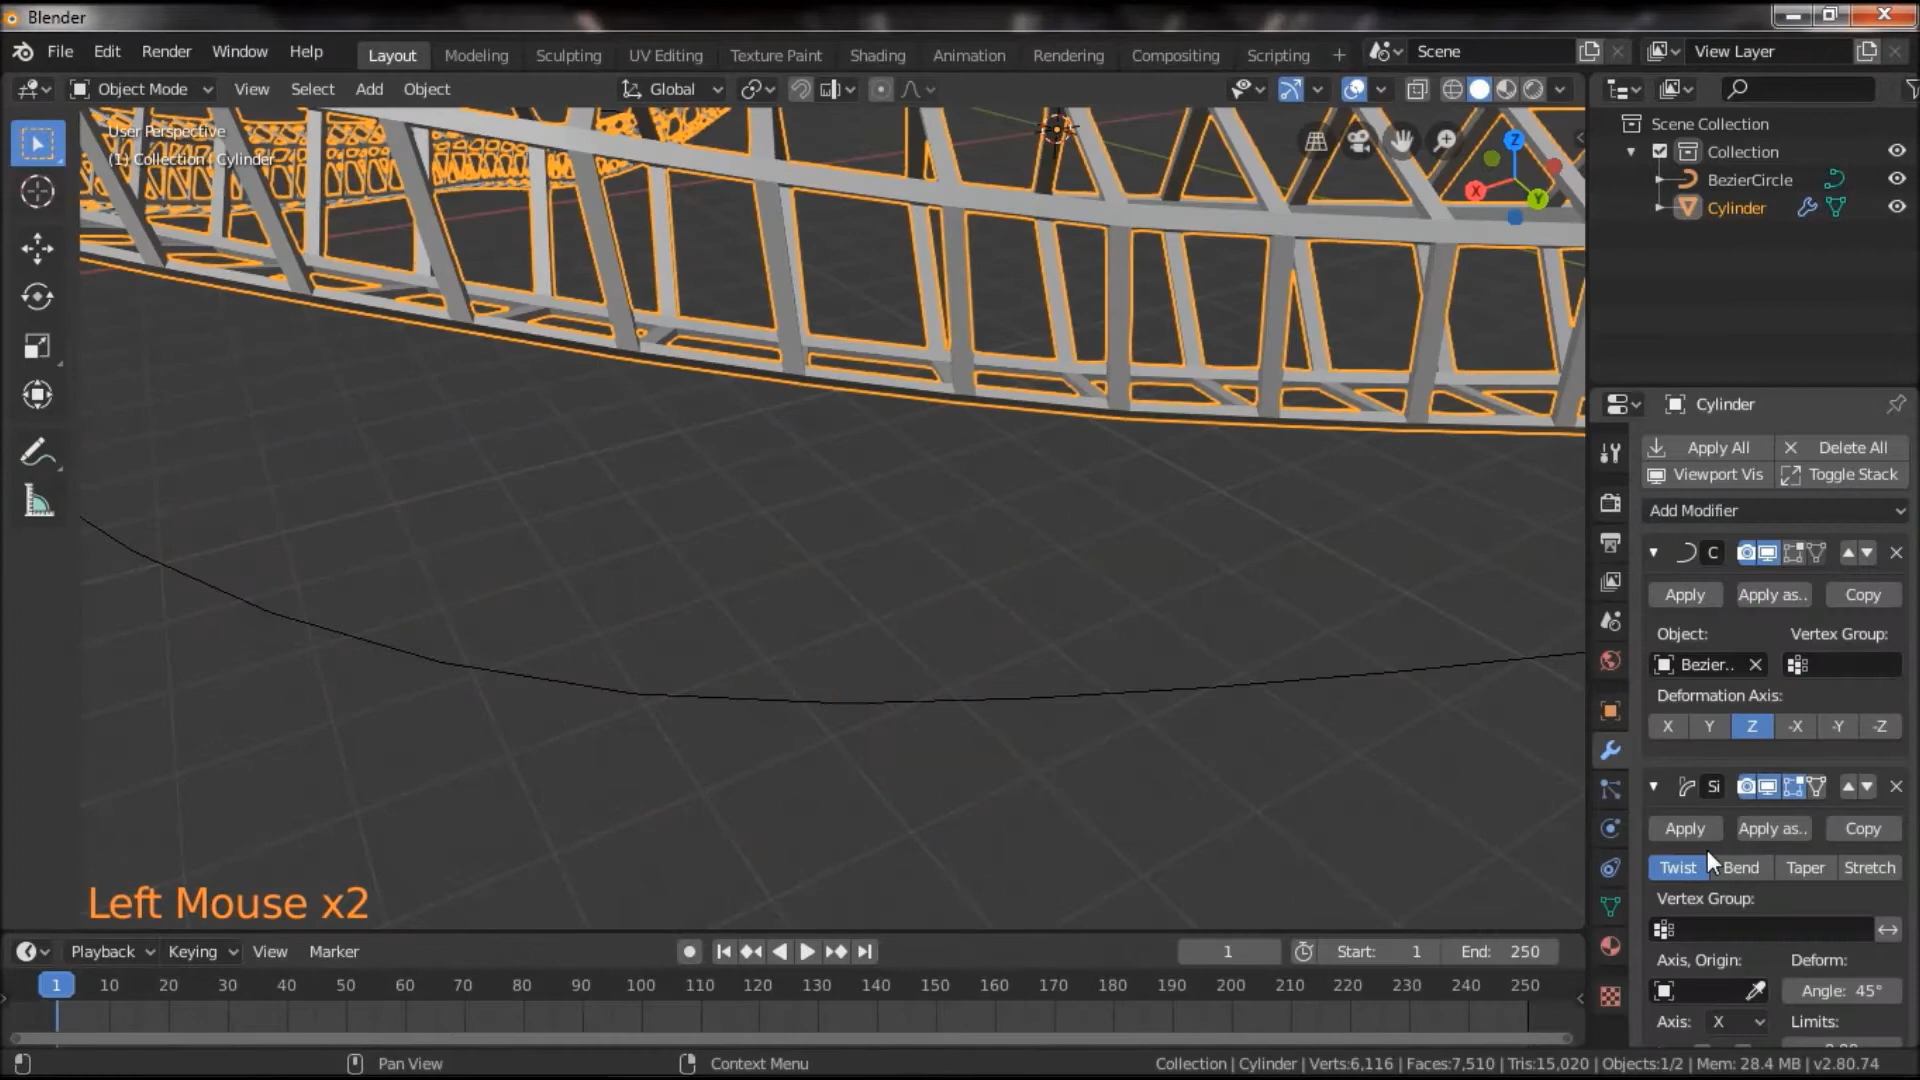 Blender
File Edit Render Window Help
Layout Modeling Sculpting UV Editing Texture Paint Shading Animation Rendering Compositing Scripting +
Scene
View Layer
Object Mode View Select Add Object
Global
User Perspective
(1) Collection | Cylinder
Z
X
Y
Scene Collection
Collection
BezierCircle
Cylinder
Cylinder
Apply All
Delete All
Viewport Vis
Toggle Stack
Add Modifier
C
Apply
Apply as..
Copy
Object:
Vertex Group:
Bezier..
Deformation Axis:
X Y Z -X -Y -Z
Si
Apply
Apply as..
Copy
Twist Bend Taper Stretch
Vertex Group:
Axis, Origin:
Deform:
Angle: 45°
Axis: X
Limits:
Left Mouse x2
Playback Keying View Marker
1
Start: 1
End: 250
1 10 20 30 40 50 60 70 80 90 100 110 120 130 140 150 160 170 180 190 200 210 220 230 240 250
Pan View
Context Menu
Collection | Cylinder | Verts:6,116 | Faces:7,510 | Tris:15,020 | Objects:1/2 | Mem: 28.4 MB | v2.80.74